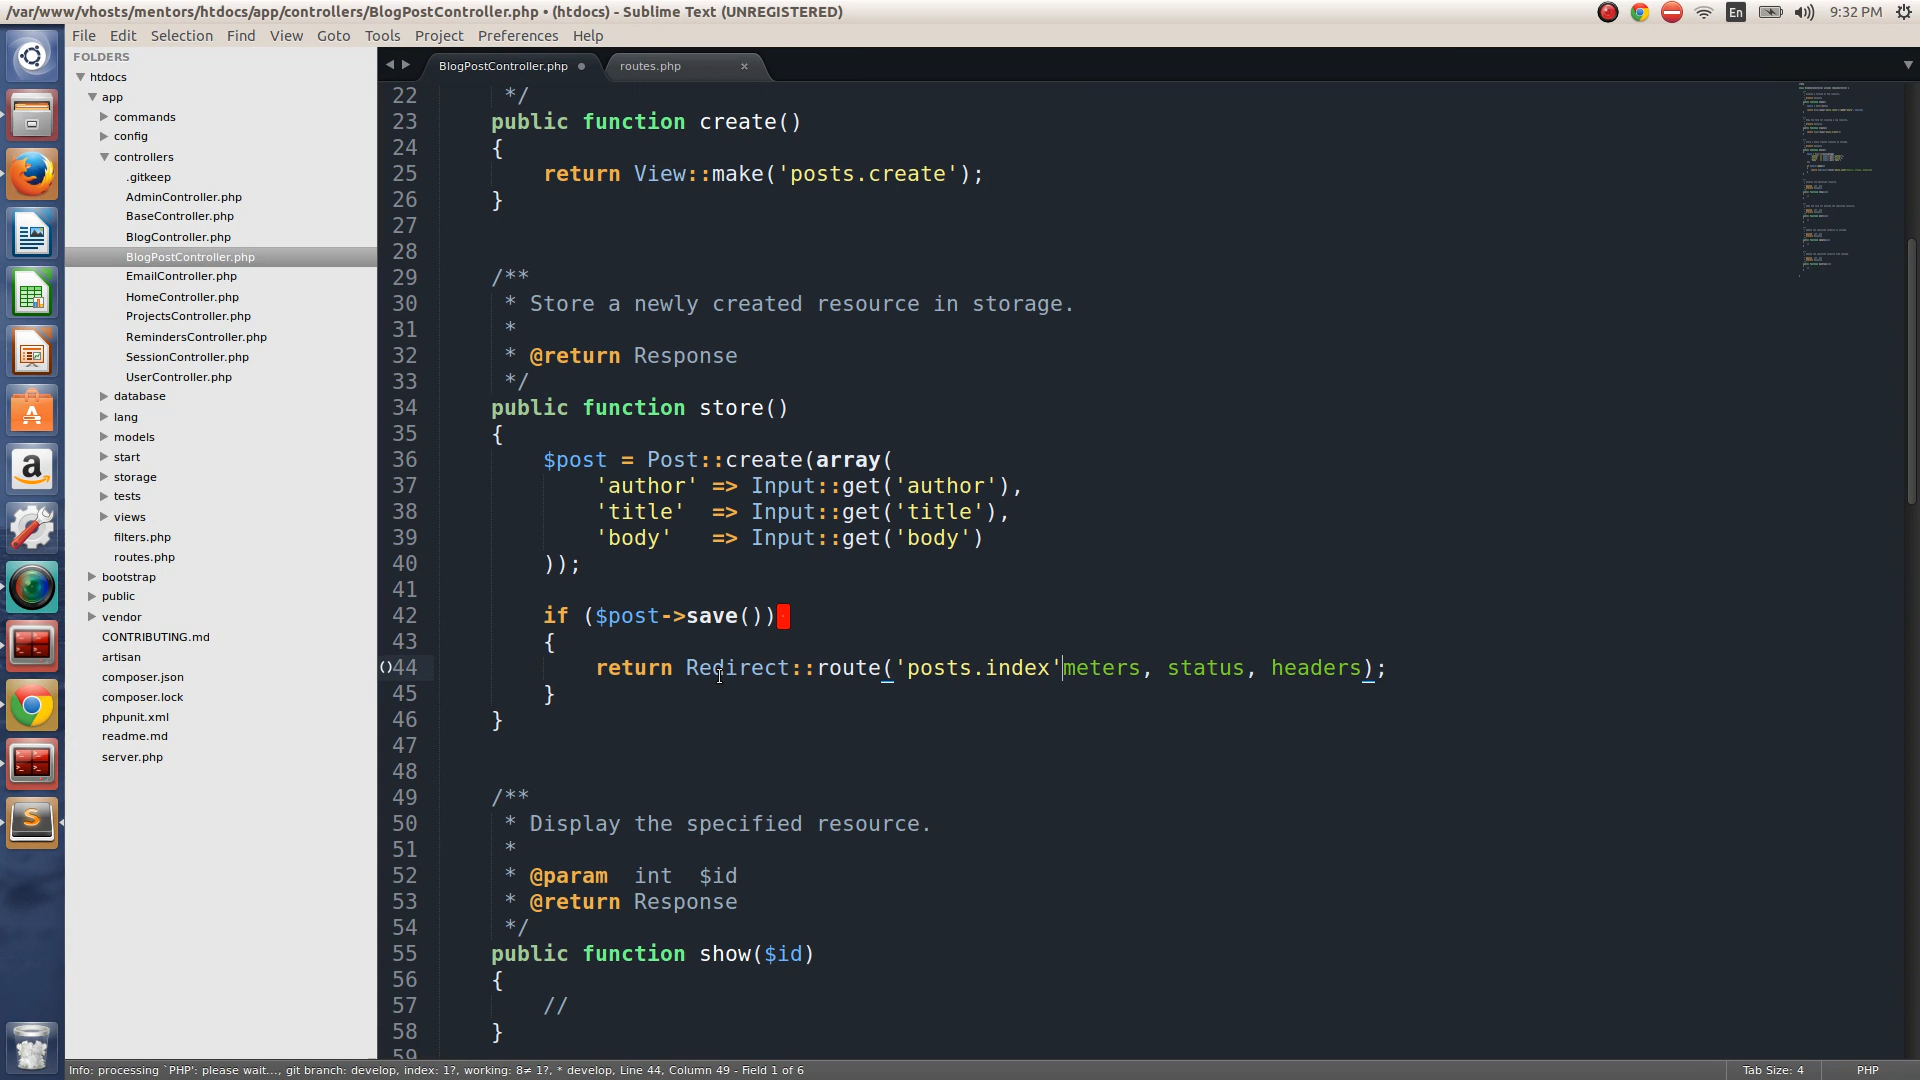 /var/www/vhosts/mentors/htdocs/app/controllers/BlogPostController.php • (htdocs) - Sublime Text (UNREGISTERED)
En
9:32 PM
File Edit Selection Find View Goto Tools Project Preferences Help
FOLDERS
htdocs
app
commands
config
controllers
.gitkeep
AdminController.php
BaseController.php
BlogController.php
BlogPostController.php
EmailController.php
HomeController.php
ProjectsController.php
RemindersController.php
SessionController.php
UserController.php
database
lang
models
start
storage
tests
views
filters.php
routes.php
bootstrap
public
vendor
CONTRIBUTING.md
artisan
composer.json
composer.lock
phpunit.xml
readme.md
server.php
BlogPostController.php
routes.php
22 */
23 public function create()
24 {
25 return View::make('posts.create');
26 }
27
28
29 /**
30 * Store a newly created resource in storage.
31 *
32 * @return Response
33 */
34 public function store()
35 {
36 $post = Post::create(array(
37 'author' => Input::get('author'),
38 'title'  => Input::get('title'),
39 'body'   => Input::get('body')
40 ));
41
42 if ($post->save())
43 {
44 return Redirect::route('posts.index'meters, status, headers);
45 }
46 }
47
48
49 /**
50 * Display the specified resource.
51 *
52 * @param  int  $id
53 * @return Response
54 */
55 public function show($id)
56 {
57 //
58 }
59
Info: processing `PHP': please wait..., git branch: develop, index: 1?, working: 8≠ 1?, * develop, Line 44, Column 49 - Field 1 of 6
Tab Size: 4
PHP